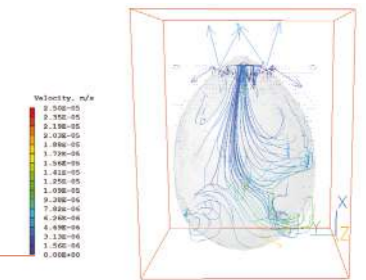 Velocity, m/s
2.50E-05
2.35E-05
2.19E-05
2.03E-05
1.88E-05
1.72E-05
1.56E-05
1.41E-05
1.25E-05
1.09E-05
9.38E-06
7.82E-06
6.26E-06
4.69E-06
3.13E-06
1.56E-06
0.00E+00
X
Y
Z